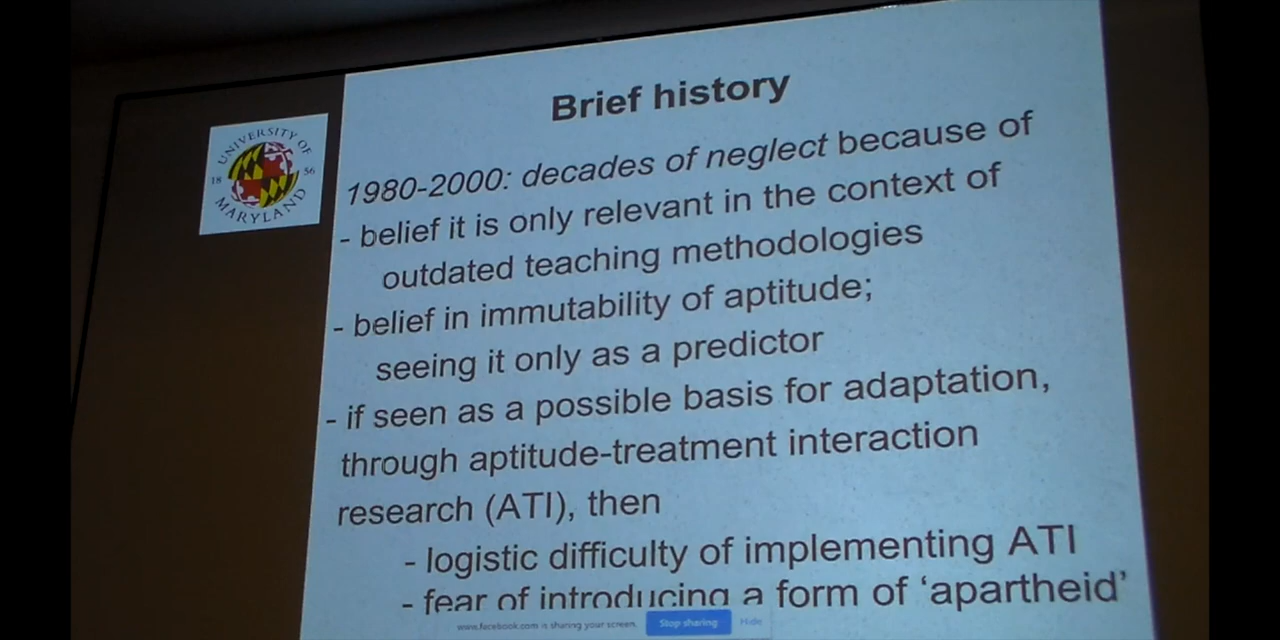 Brief history
UNIVERSITY OF
18 56
MARYLAND
1980-2000: decades of neglect because of
- belief it is only relevant in the context of
outdated teaching methodologies
- belief in immutability of aptitude;
seeing it only as a predictor
- if seen as a possible basis for adaptation,
through aptitude-treatment interaction
research (ATI), then
- logistic difficulty of implementing ATI
- fear of introducing a form of ‘apartheid’
www.facebook.com is sharing your screen. Stop sharing Hide